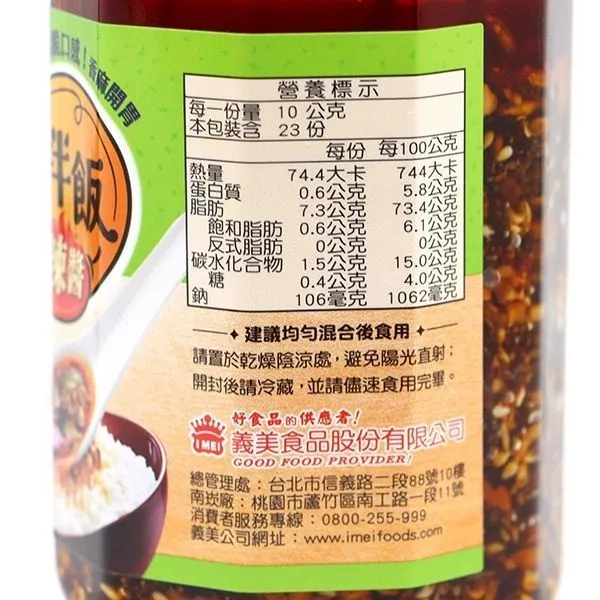 口感！香麻開胃
拌飯
辣醬
營養標示
每一份量 10 公克
本包裝含 23 份
每份 每100公克
熱量 74.4大卡 744大卡
蛋白質 0.6公克 5.8公克
脂肪 7.3公克 73.4公克
飽和脂肪 0.6公克 6.1公克
反式脂肪 0公克 0公克
碳水化合物 1.5公克 15.0公克
糖 0.4公克 4.0公克
鈉 106毫克 1062毫克
建議均勻混合後食用
請置於乾燥陰涼處，避免陽光直射；
開封後請冷藏，並請儘速食用完畢。
好食品的供應者！
I MEI 義美食品股份有限公司
GOOD FOOD PROVIDER!
總管理處：台北市信義路二段88號10樓
南崁廠：桃園市蘆竹區南工路一段11號
消費者服務專線：0800-255-999
義美公司網址：www.imeifoods.com